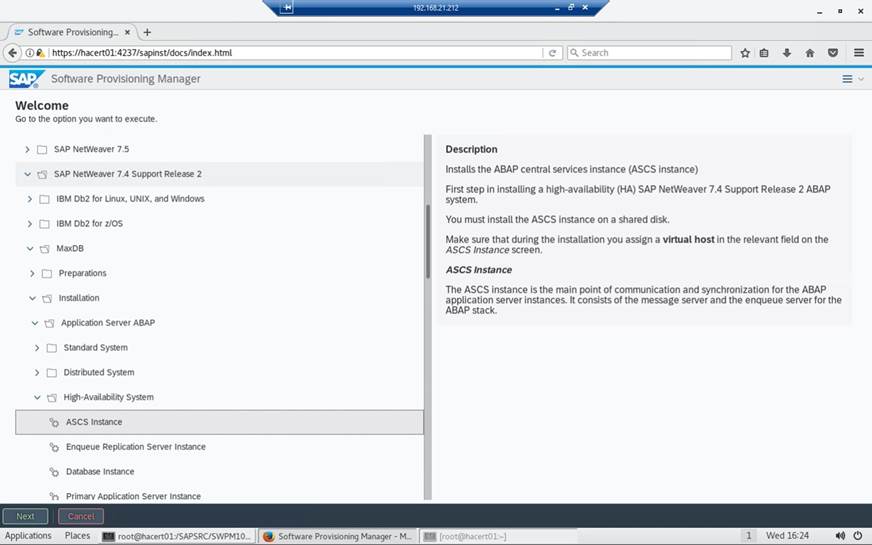 192.168.21.212
Software Provisioning...
https://hacert01:4237/sapinst/docs/index.html
Search
SAP
Software Provisioning Manager
Welcome
Go to the option you want to execute.
SAP NetWeaver 7.5
SAP NetWeaver 7.4 Support Release 2
IBM Db2 for Linux, UNIX, and Windows
IBM Db2 for z/OS
MaxDB
Preparations
Installation
Application Server ABAP
Standard System
Distributed System
High-Availability System
ASCS Instance
Enqueue Replication Server Instance
Database Instance
Primary Application Server Instance
Description
Installs the ABAP central services instance (ASCS instance)
First step in installing a high-availability (HA) SAP NetWeaver 7.4 Support Release 2 ABAP
system.
You must install the ASCS instance on a shared disk.
Make sure that during the installation you assign a virtual host in the relevant field on the
ASCS Instance screen.
ASCS Instance
The ASCS instance is the main point of communication and synchronization for the ABAP
application server instances. It consists of the message server and the enqueue server for the
ABAP stack.
Next
Cancel
Applications
Places
root@hacert01:/SAPSRC/SWPM10...
Software Provisioning Manager - M...
[root@hacert01:~]
1
Wed 16:24